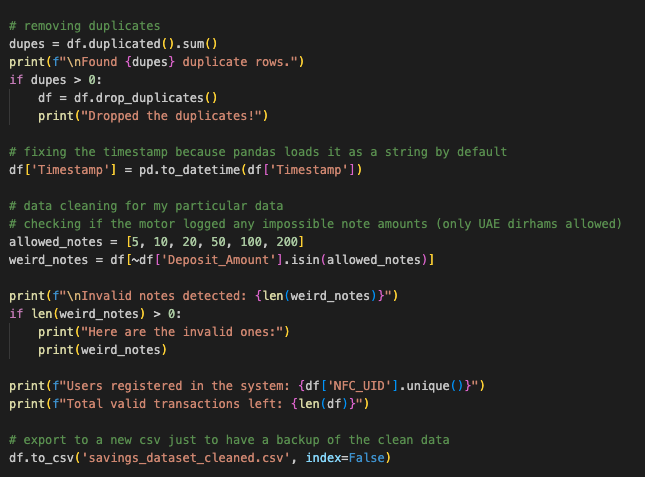 # removing duplicates
dupes = df.duplicated().sum()
print(f"\nFound {dupes} duplicate rows.")
if dupes > 0:
    df = df.drop_duplicates()
    print("Dropped the duplicates!")
# fixing the timestamp because pandas loads it as a string by default
df['Timestamp'] = pd.to_datetime(df['Timestamp'])
# data cleaning for my particular data
# checking if the motor logged any impossible note amounts (only UAE dirhams allowed)
allowed_notes = [5, 10, 20, 50, 100, 200]
weird_notes = df[~df['Deposit_Amount'].isin(allowed_notes)]
print(f"\nInvalid notes detected: {len(weird_notes)}")
if len(weird_notes) > 0:
    print("Here are the invalid ones:")
    print(weird_notes)
print(f"Users registered in the system: {df['NFC_UID'].unique()}")
print(f"Total valid transactions left: {len(df)}")
# export to a new csv just to have a backup of the clean data
df.to_csv('savings_dataset_cleaned.csv', index=False)